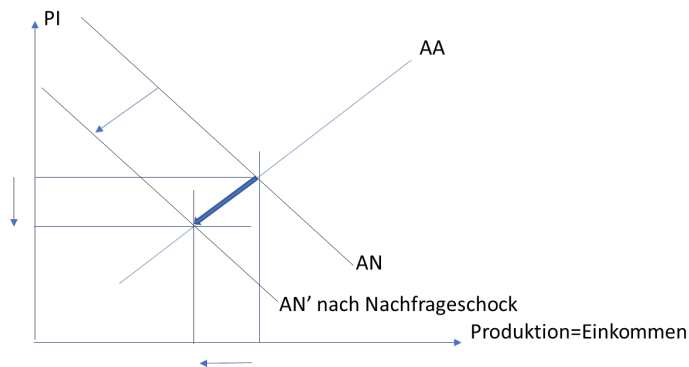 PI
AA
AN
AN’ nach Nachfrageschock
Produktion=Einkommen